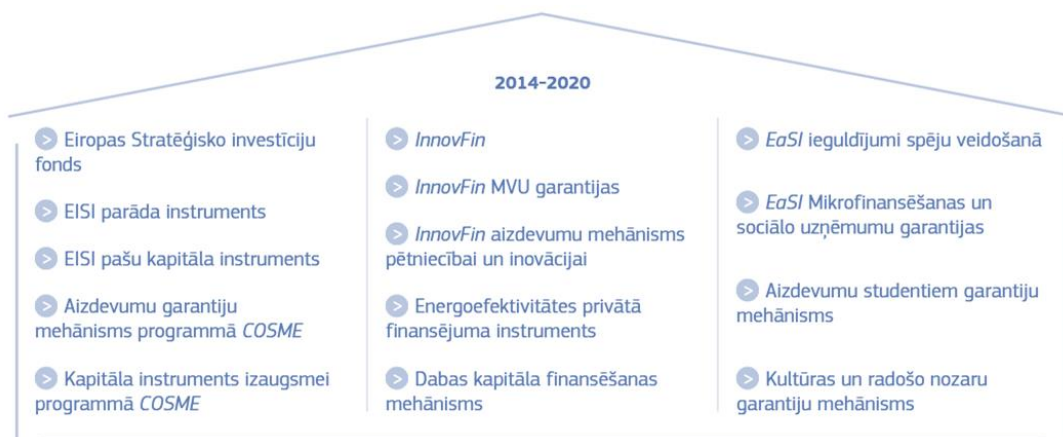 2014-2020
Eiropas Stratēģisko investīciju
fonds
EISI parāda instruments
EISI pašu kapitāla instruments
Aizdevumu garantiju
mehānisms programmā COSME
Kapitāla instruments izaugsmei
programmā COSME
InnovFin
InnovFin MVU garantijas
InnovFin aizdevumu mehānisms
pētniecībai un inovācijai
Energoefektivitātes privātā
finansējuma instruments
Dabas kapitāla finansēšanas
mehānisms
EaSI ieguldījumi spēju veidošanā
EaSI Mikrofinansēšanas un
sociālo uzņēmumu garantijas
Aizdevumu studentiem garantiju
mehānisms
Kultūras un radošo nozaru
garantiju mehānisms